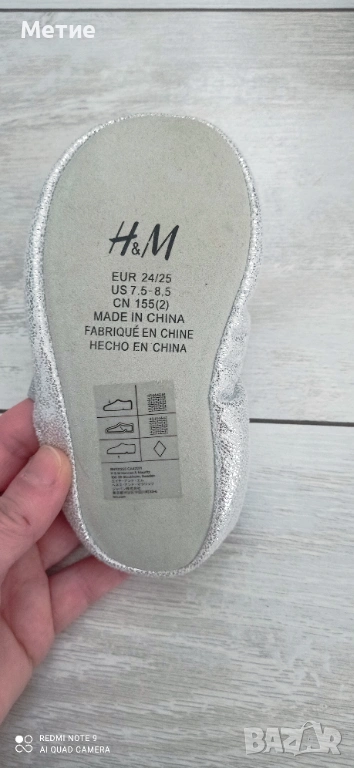 Метие
H&M
EUR 24/25
US 7.5-8.5
CN 155(2)
MADE IN CHINA
FABRIQUÉ EN CHINE
HECHO EN CHINA
REDMI NOTE 9
AI QUAD CAMERA
BAZAR